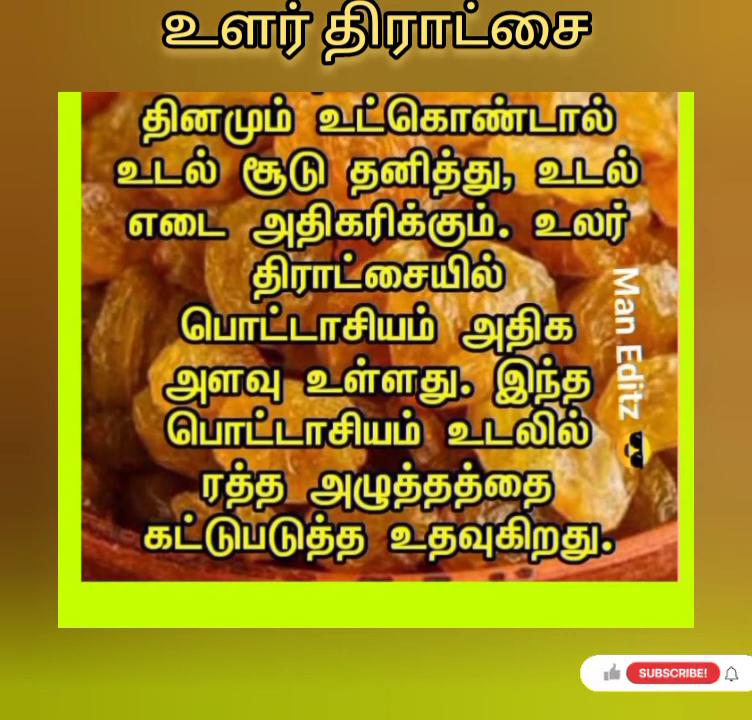 உளர் திராட்சை
தினமும் உட்கொண்டால்
உடல் சூடு தனித்து, உடல்
எடை அதிகரிக்கும். உலர்
திராட்சையில்
பொட்டாசியம் அதிக
அளவு உள்ளது. இந்த
பொட்டாசியம் உடலில்
ரத்த அழுத்தத்தை
கட்டுபடுத்த உதவுகிறது.
Man Editz
SUBSCRIBE!